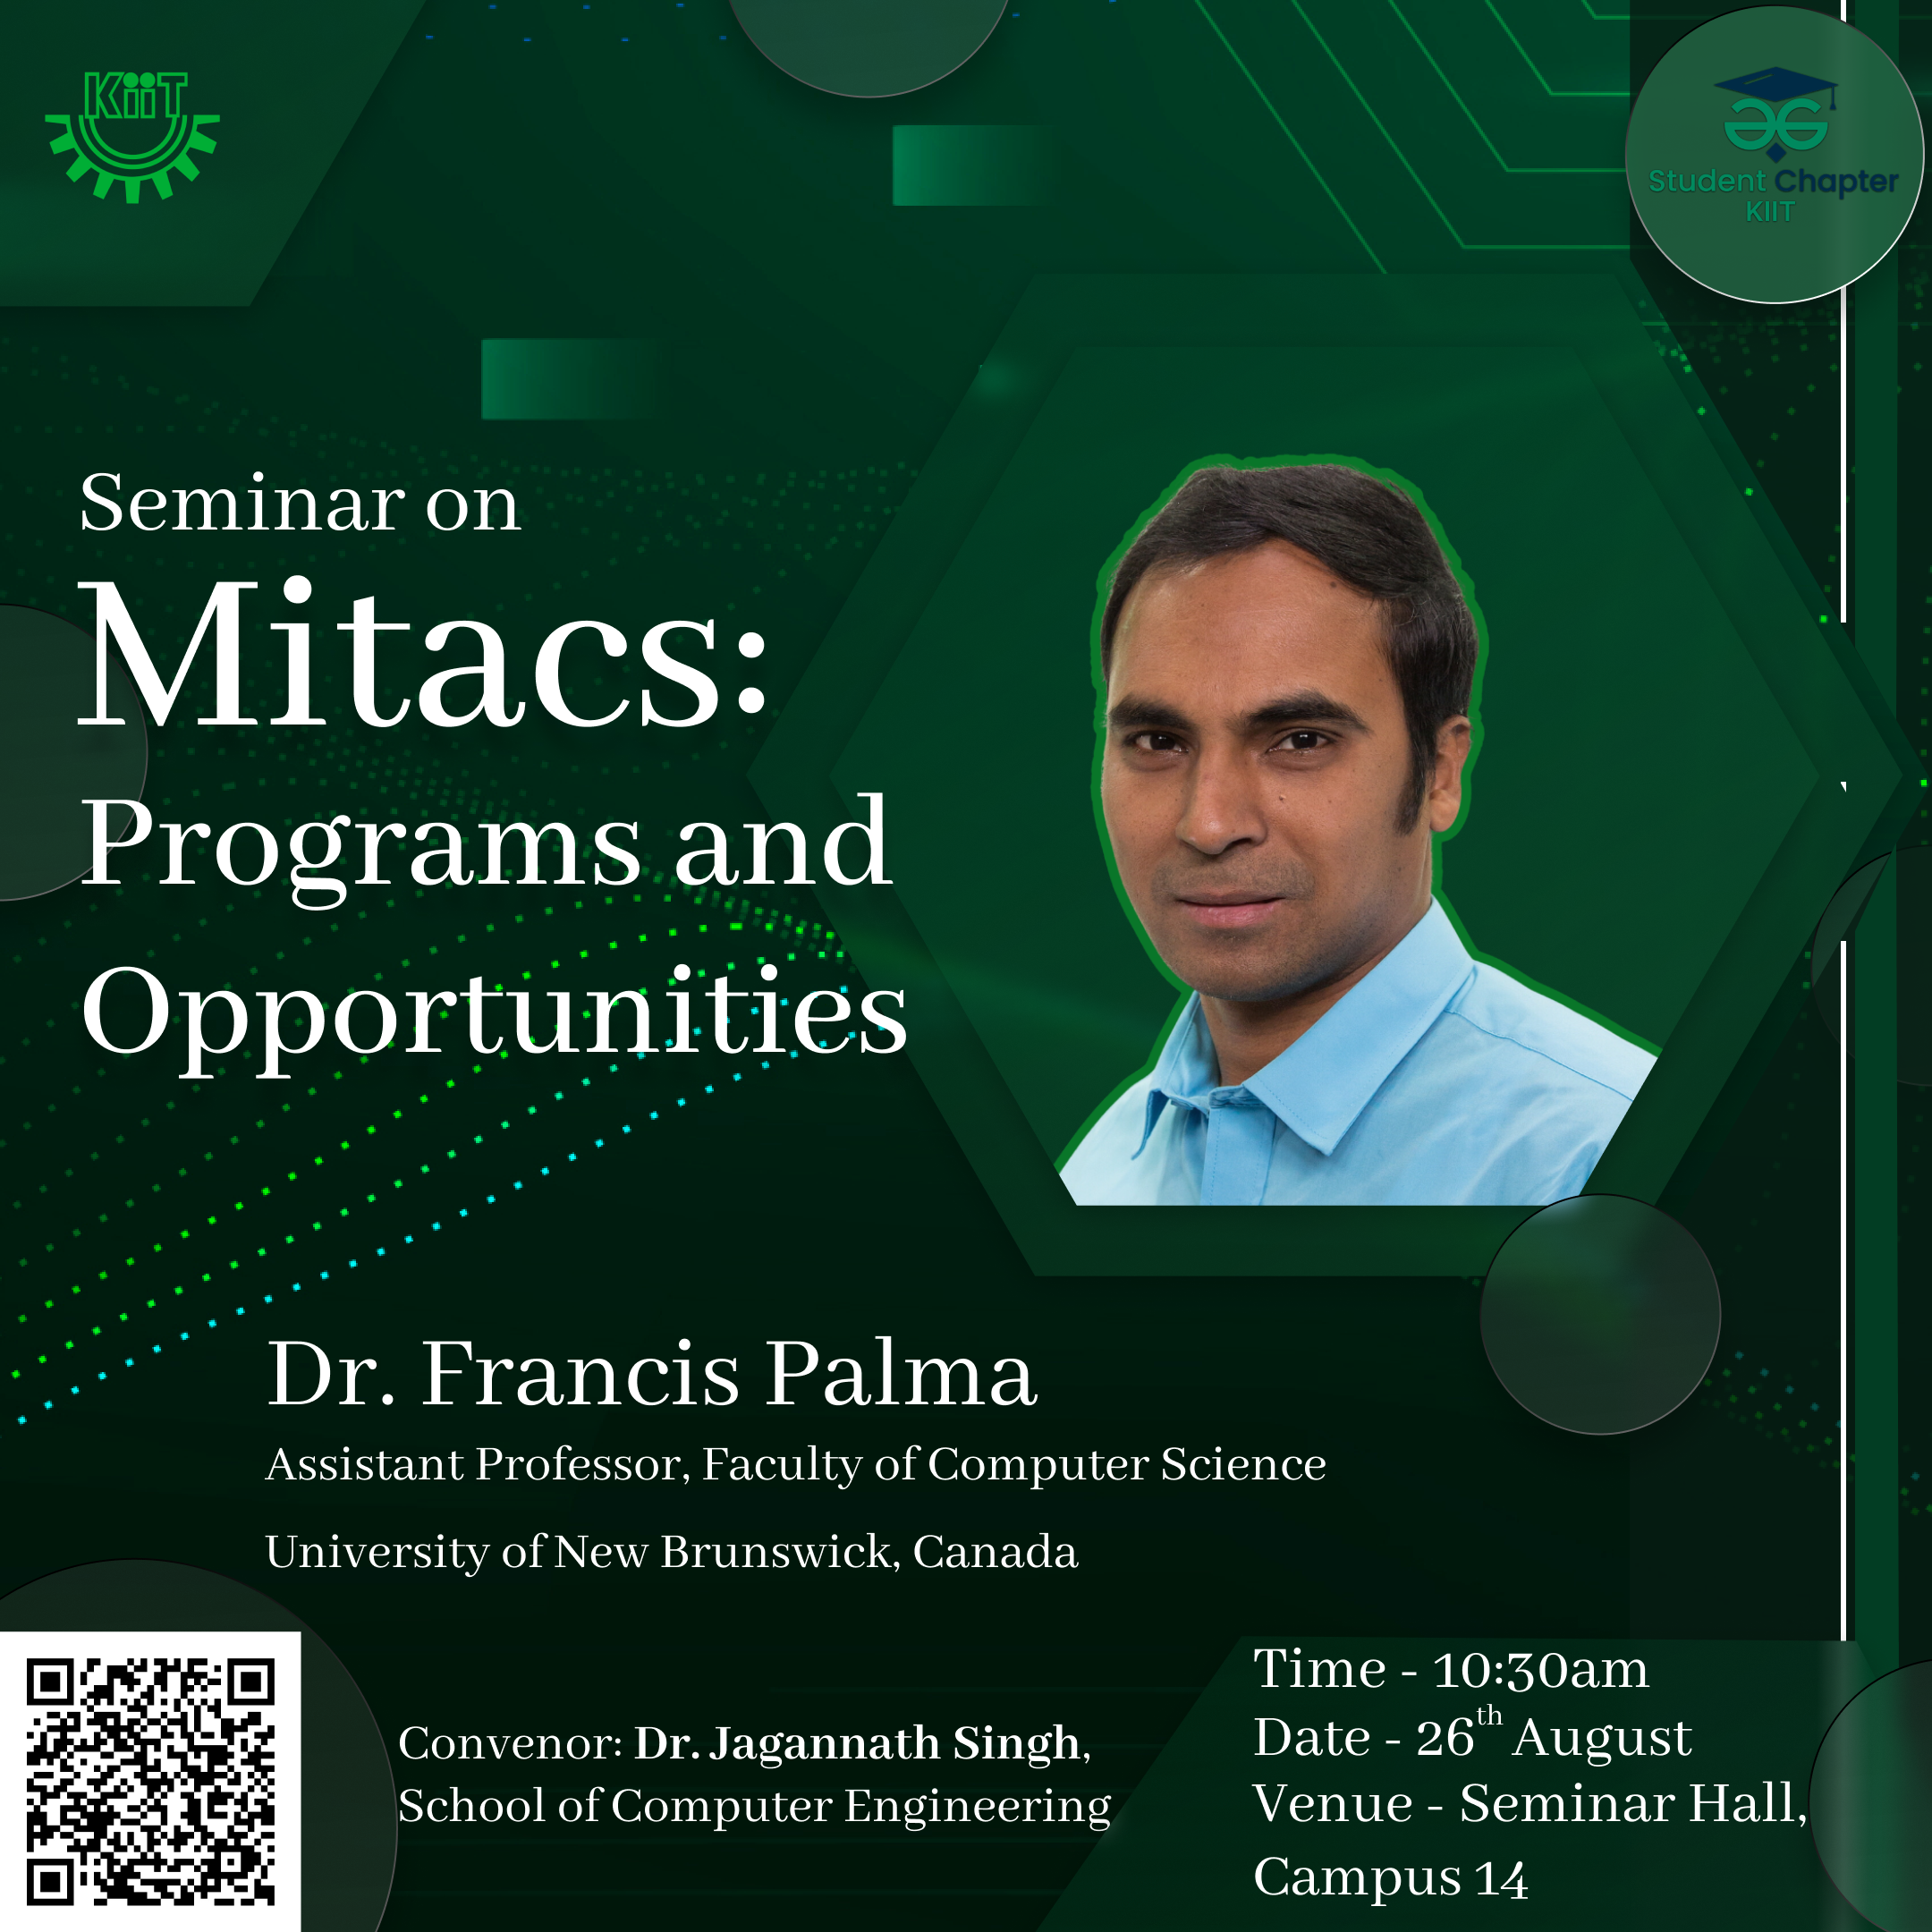 KiiT
Student Chapter
KIIT
Seminar on
Mitacs:
Programs and
Opportunities
Dr. Francis Palma
Assistant Professor, Faculty of Computer Science
University of New Brunswick, Canada
Convenor: Dr. Jagannath Singh,
School of Computer Engineering
Time - 10:30am
Date - 26th August
Venue - Seminar Hall,
Campus 14